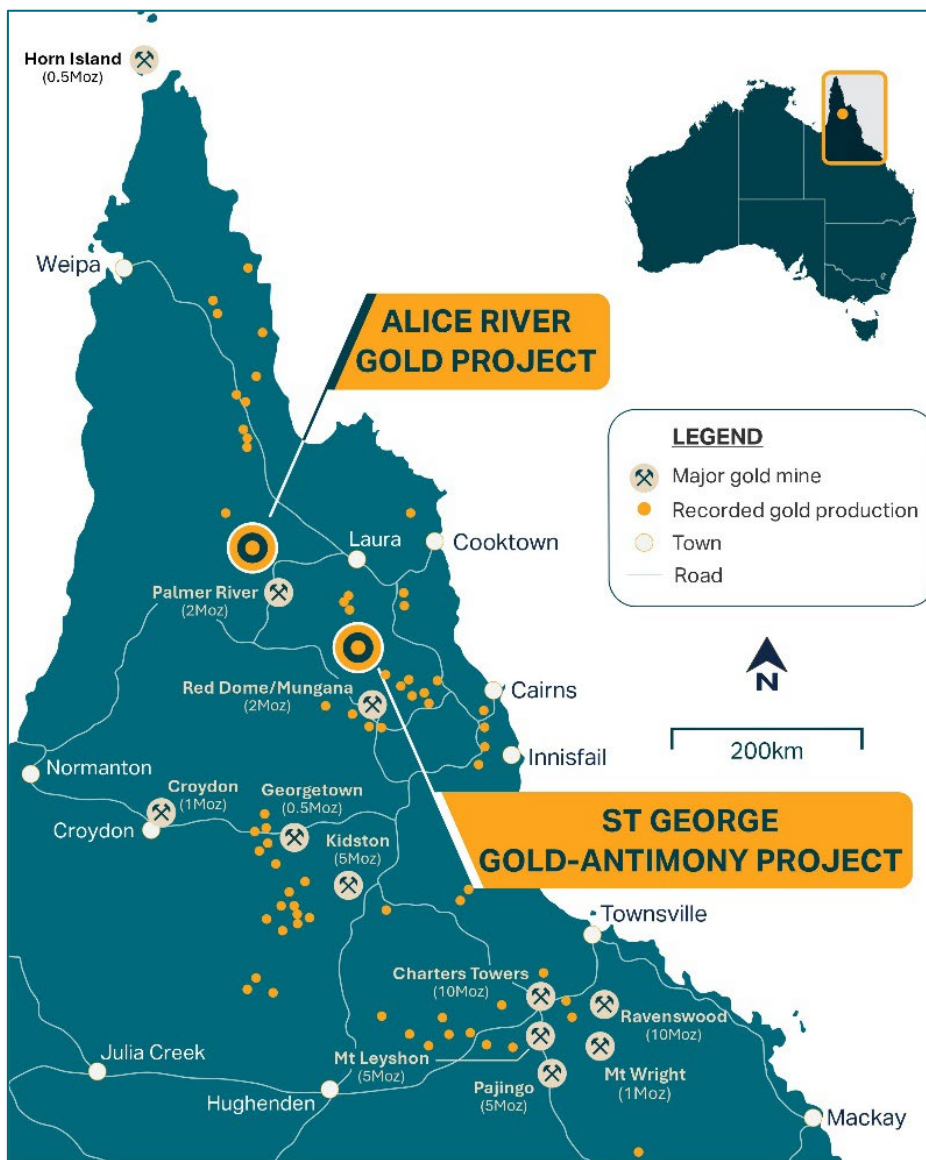 Horn Island
(0.5Moz)
Weipa
ALICE RIVER
GOLD PROJECT
LEGEND
Major gold mine
Recorded gold production
Town
Road
Laura
Cooktown
Palmer River
(2Moz)
N
200km
Red Dome/Mungana
(2Moz)
Cairns
Innisfail
Normanton
Croydon
(1Moz)
Croydon
Georgetown
(0.5Moz)
Kidston
(5Moz)
ST GEORGE
GOLD-ANTIMONY PROJECT
Townsville
Charters Towers
(10Moz)
Ravenswood
(10Moz)
Mt Leyshon
(5Moz)
Mt Wright
(1Moz)
Pajingo
(5Moz)
Julia Creek
Hughenden
Mackay